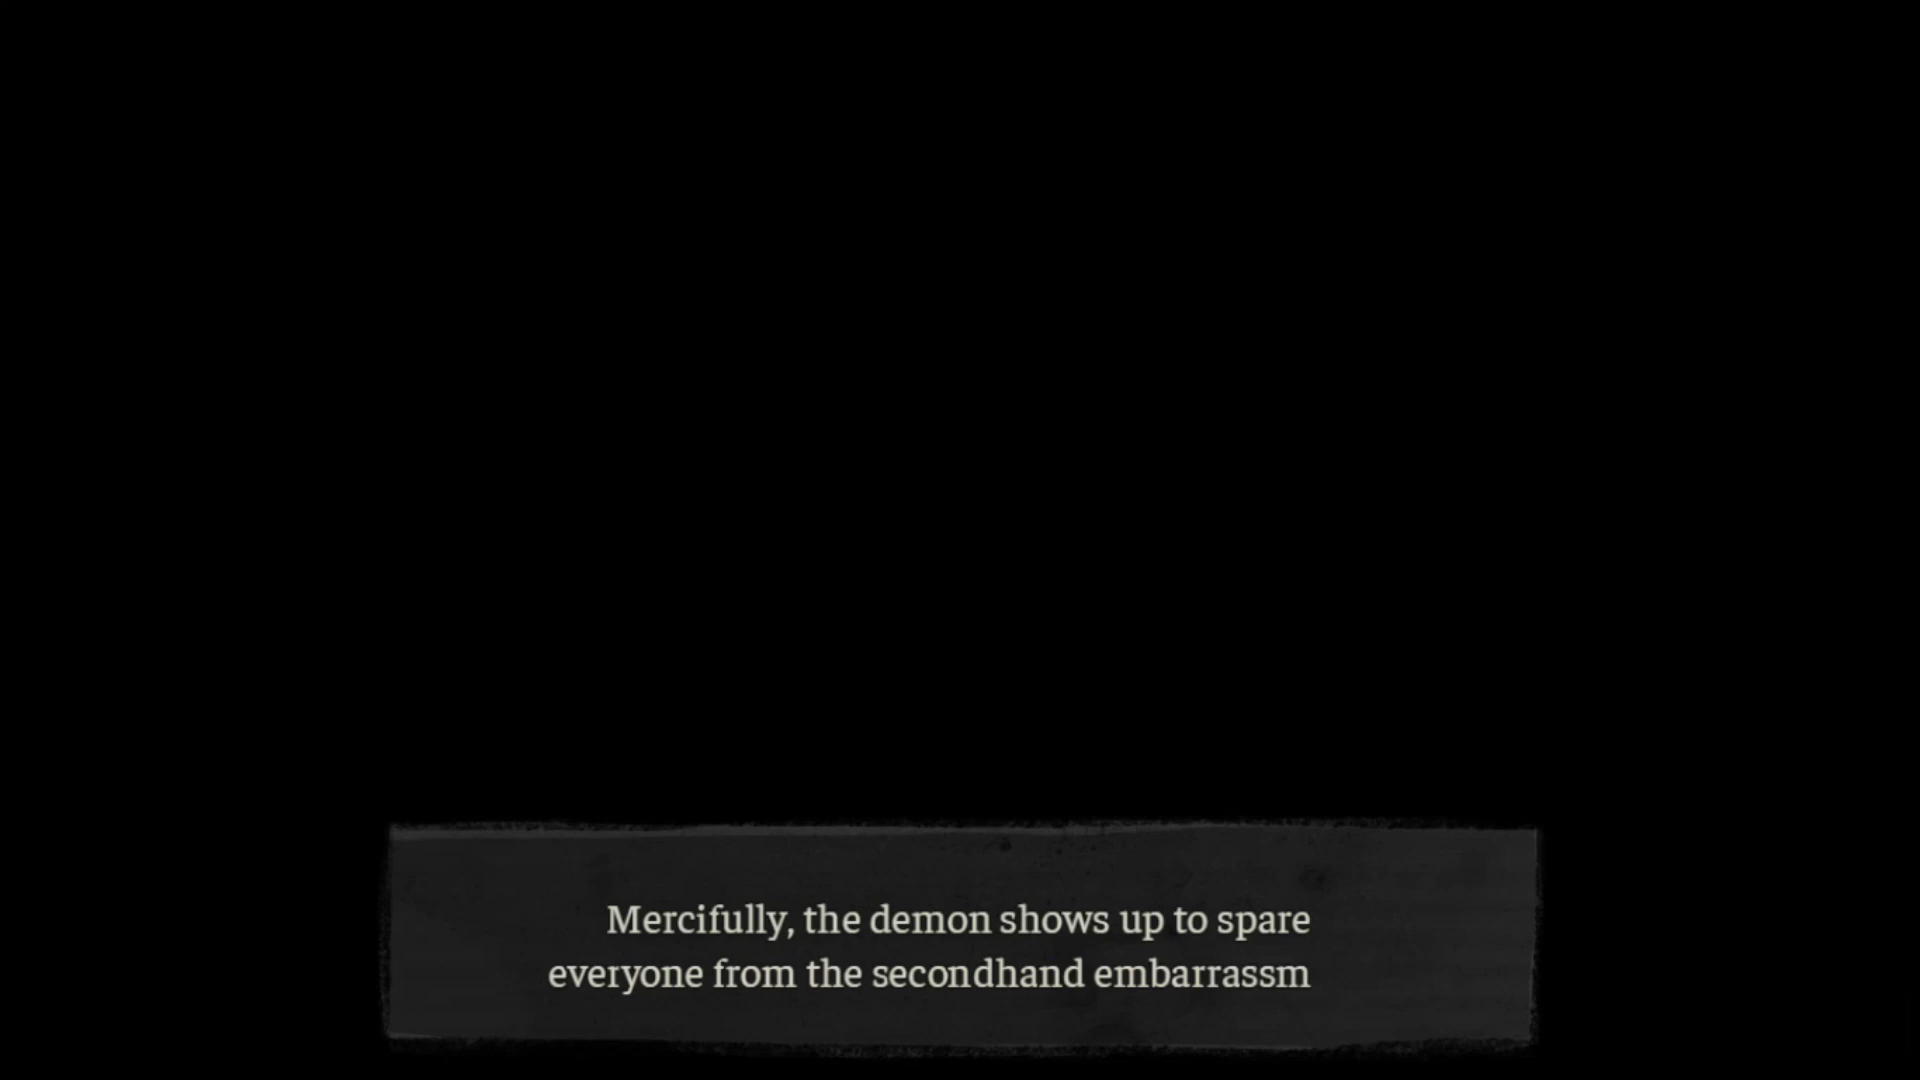 Mercifully, the demon shows up to spare
everyone from the secondhand embarrassm